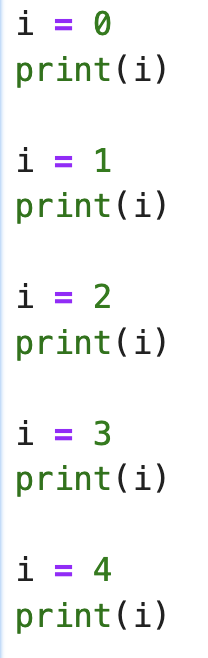 i = 0
print(i)

i = 1
print(i)

i = 2
print(i)

i = 3
print(i)

i = 4
print(i)